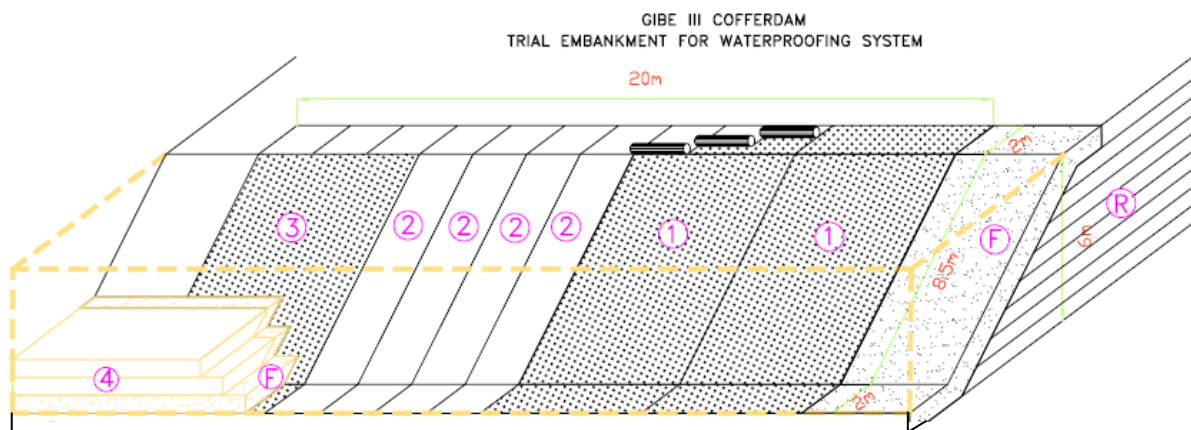 GIBE III COFFERDAM
TRIAL EMBANKMENT FOR WATERPROOFING SYSTEM
20m
2m
R
3
2
2
2
2
1
1
F
6m
8.5m
4
F
2m